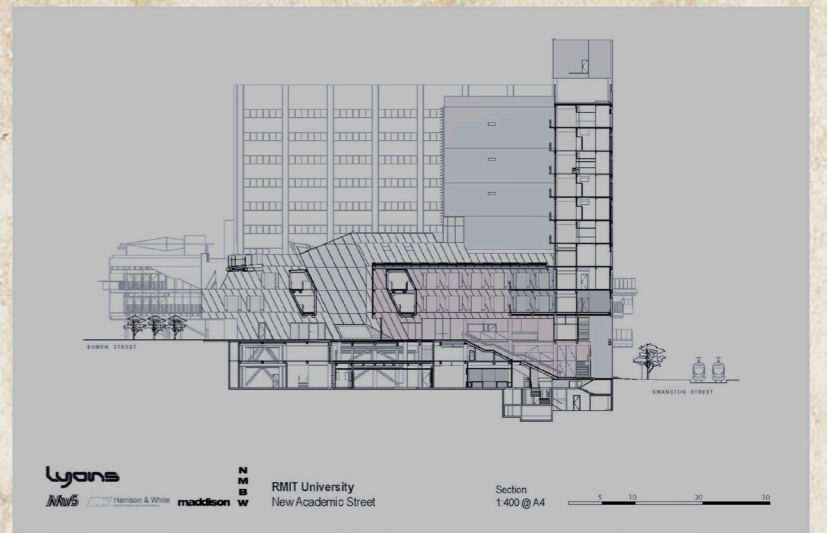 BOWEN STREET
SWANSTON STREET
Lyons
NMBW
Harrison & White
maddison
RMIT University
New Academic Street
Section
1:400 @ A4
5 10 20 30